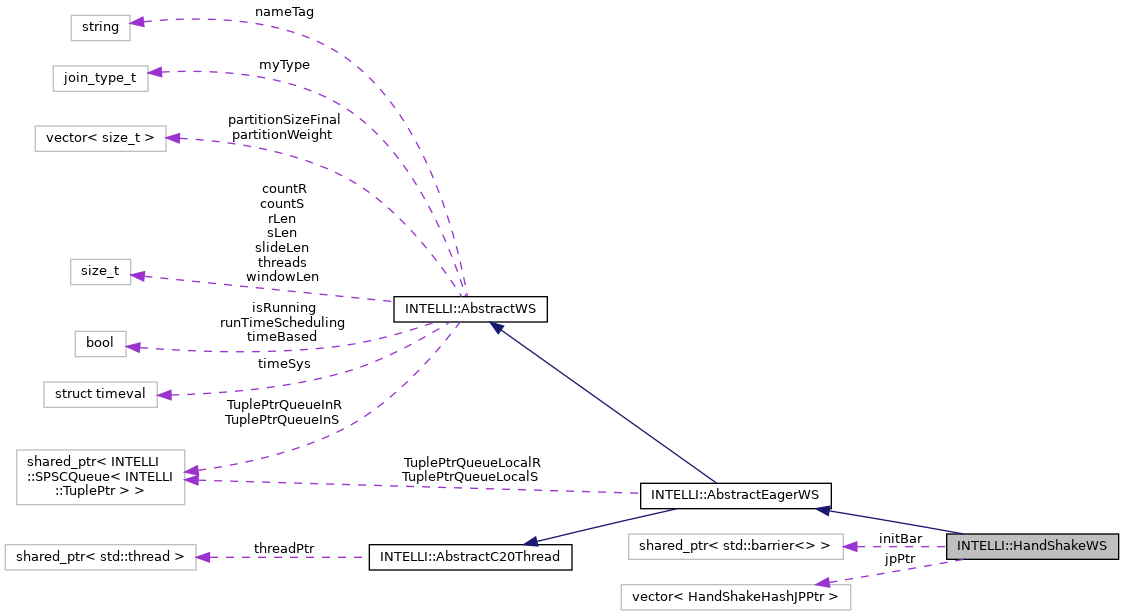 nameTag
string
myType
join_type_t
partitionSizeFinal
partitionWeight
vector< size_t >
countR
countS
rLen
sLen
slideLen
threads
windowLen
size_t
INTELLI::AbstractWS
isRunning
runTimeScheduling
timeBased
bool
timeSys
struct timeval
TuplePtrQueueInR
TuplePtrQueueInS
shared_ptr< INTELLI
::SPSCQueue< INTELLI
::TuplePtr > >
TuplePtrQueueLocalR
TuplePtrQueueLocalS
INTELLI::AbstractEagerWS
shared_ptr< std::thread >
threadPtr
INTELLI::AbstractC20Thread
shared_ptr< std::barrier<> >
initBar
INTELLI::HandShakeWS
jpPtr
vector< HandShakeHashJPPtr >